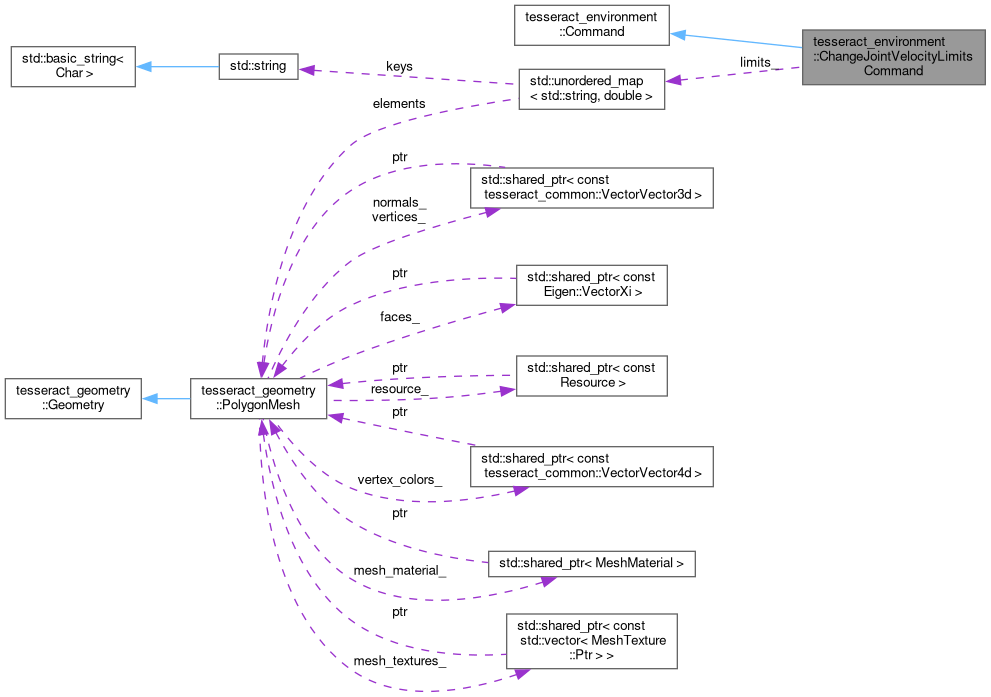 tesseract_environment
::Command
tesseract_environment
::ChangeJointVelocityLimits
Command
std::basic_string<
Char >
std::string
keys
limits_
std::unordered_map
< std::string, double >
elements
ptr
std::shared_ptr< const
tesseract_common::VectorVector3d >
normals_
vertices_
ptr
std::shared_ptr< const
Eigen::VectorXi >
faces_
ptr
std::shared_ptr< const
Resource >
resource_
tesseract_geometry
::Geometry
tesseract_geometry
::PolygonMesh
ptr
std::shared_ptr< const
tesseract_common::VectorVector4d >
vertex_colors_
ptr
std::shared_ptr< MeshMaterial >
mesh_material_
ptr
std::shared_ptr< const
std::vector< MeshTexture
::Ptr > >
mesh_textures_